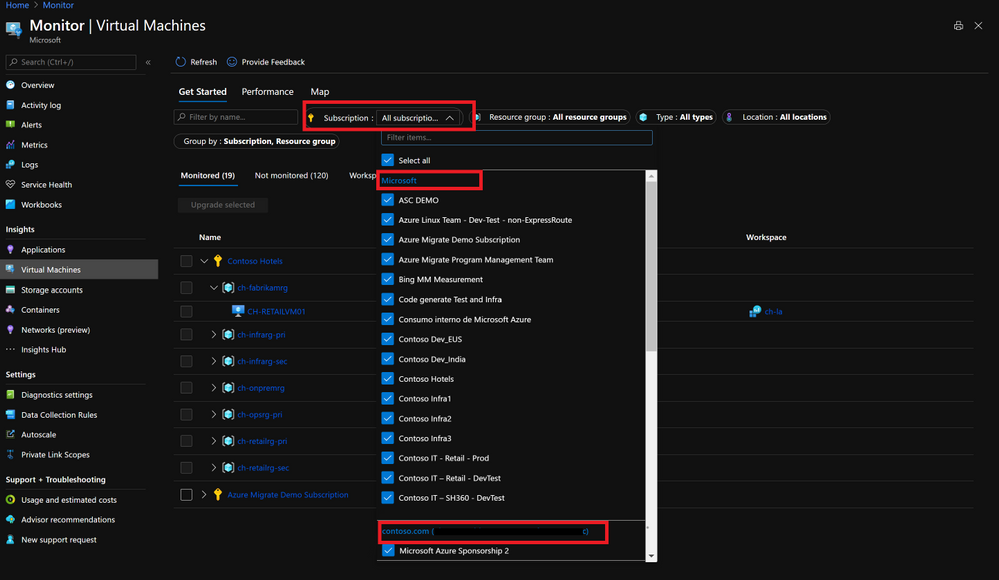 Home > Monitor
Monitor | Virtual Machines
Microsoft
Search (Ctrl+/)
«
Refresh
Provide Feedback
Overview
Activity log
Alerts
Metrics
Logs
Service Health
Workbooks
Insights
Applications
Virtual Machines
Storage accounts
Containers
Networks (preview)
Insights Hub
Settings
Diagnostics settings
Data Collection Rules
Autoscale
Private Link Scopes
Support + Troubleshooting
Usage and estimated costs
Advisor recommendations
New support request
Get Started Performance Map
Filter by name...
Subscription : All subscriptio...
Resource group : All resource groups
Type : All types
Location : All locations
Group by : Subscription, Resource group
Monitored (19) Not monitored (120) Worksp
Upgrade selected
Name
Workspace
Contoso Hotels
ch-fabrikamrg
CH-RETAILVM01
ch-la
ch-infrarg-pri
ch-infrarg-sec
ch-onpremrg
ch-opsrg-pri
ch-retailrg-pri
ch-retailrg-sec
Azure Migrate Demo Subscription
Filter items...
Select all
Microsoft
ASC DEMO
Azure Linux Team - Dev-Test - non-ExpressRoute
Azure Migrate Demo Subscription
Azure Migrate Program Management Team
Bing MM Measurement
Code generate Test and Infra
Consumo interno de Microsoft Azure
Contoso Dev_EUS
Contoso Dev_India
Contoso Hotels
Contoso Infra1
Contoso Infra2
Contoso Infra3
Contoso IT - Retail - Prod
Contoso IT – Retail - DevTest
Contoso IT – SH360 - DevTest
contoso.com ( c)
Microsoft Azure Sponsorship 2